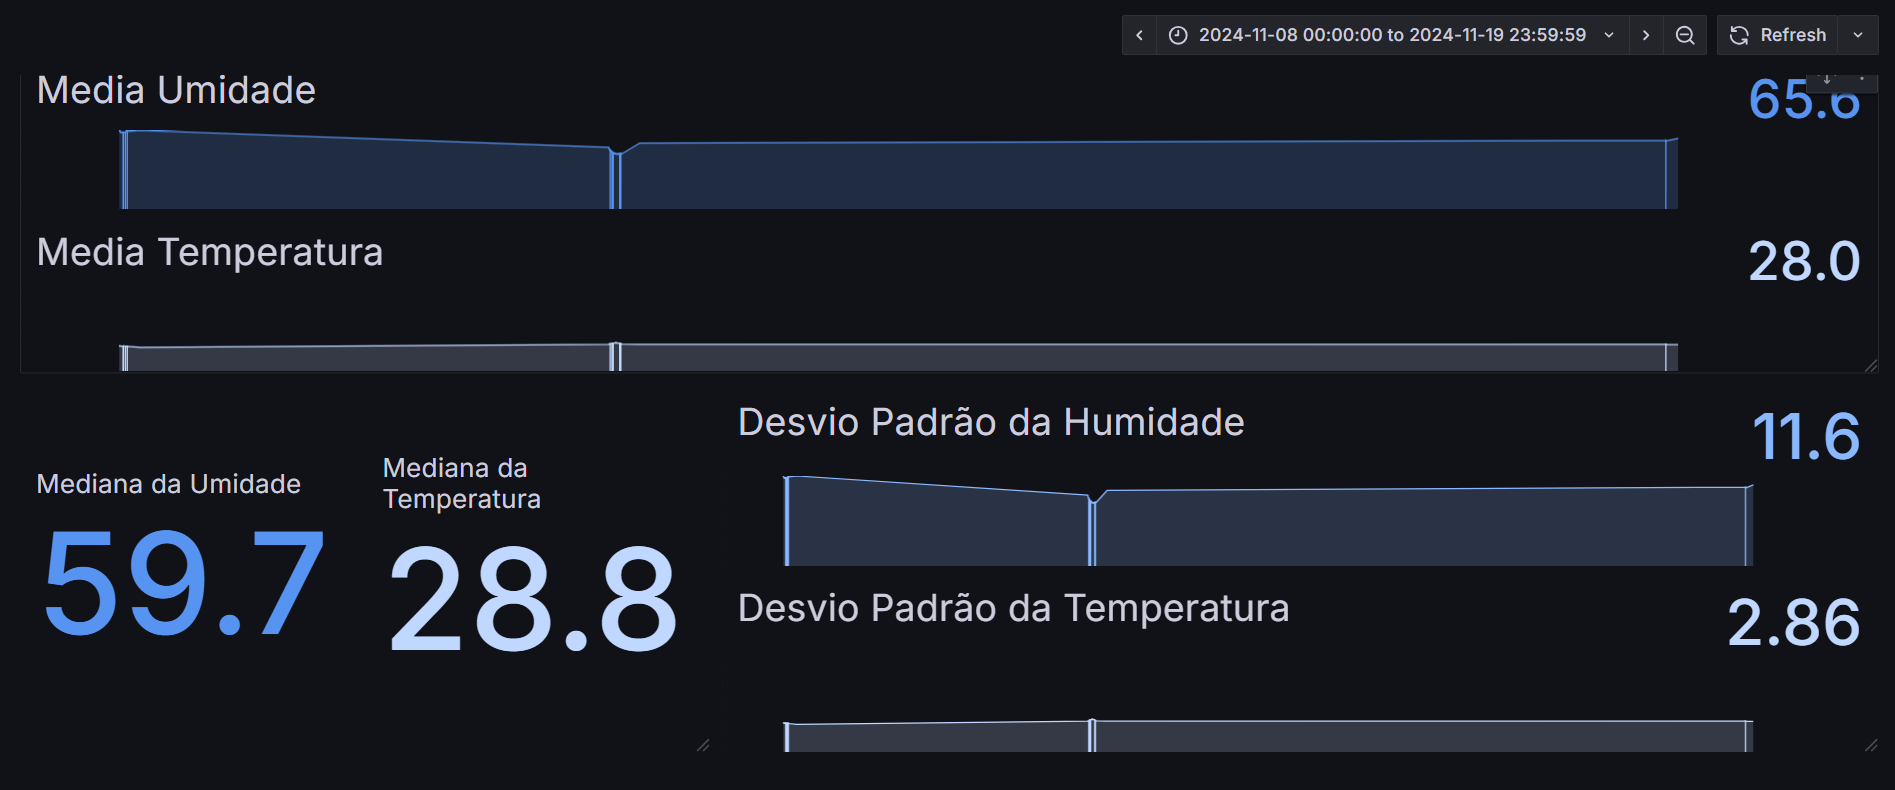 2024-11-08 00:00:00 to 2024-11-19 23:59:59
Refresh
Media Umidade
65.6
Media Temperatura
28.0
Mediana da Umidade
59.7
Mediana da
Temperatura
28.8
Desvio Padrão da Humidade
11.6
Desvio Padrão da Temperatura
2.86